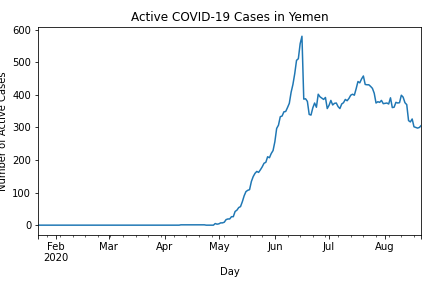 Active COVID-19 Cases in Yemen
Number of Active Cases
600
500
400
300
200
100
0
Feb
2020
Mar
Apr
May
Jun
Jul
Aug
Day